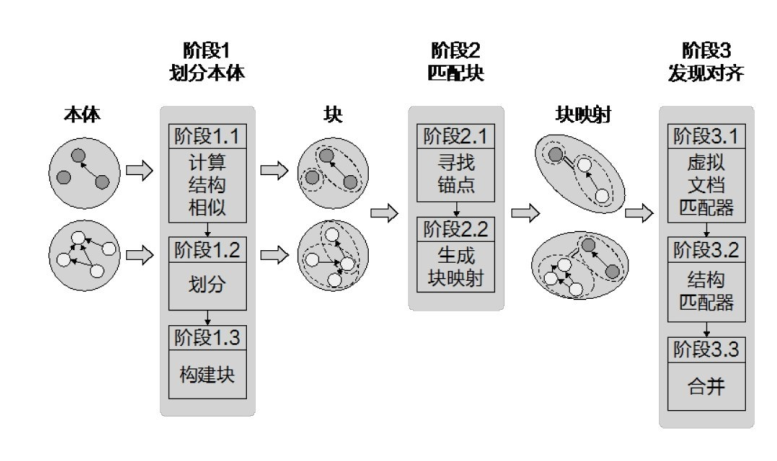 阶段1
划分本体
阶段2
匹配块
阶段3
发现对齐
本体
块
块映射
阶段1.1
计算
结构
相似
阶段1.2
划分
阶段1.3
构建块
阶段2.1
寻找
锚点
阶段2.2
生成
块映射
阶段3.1
虚拟
文档
匹配器
阶段3.2
结构
匹配器
阶段3.3
合并